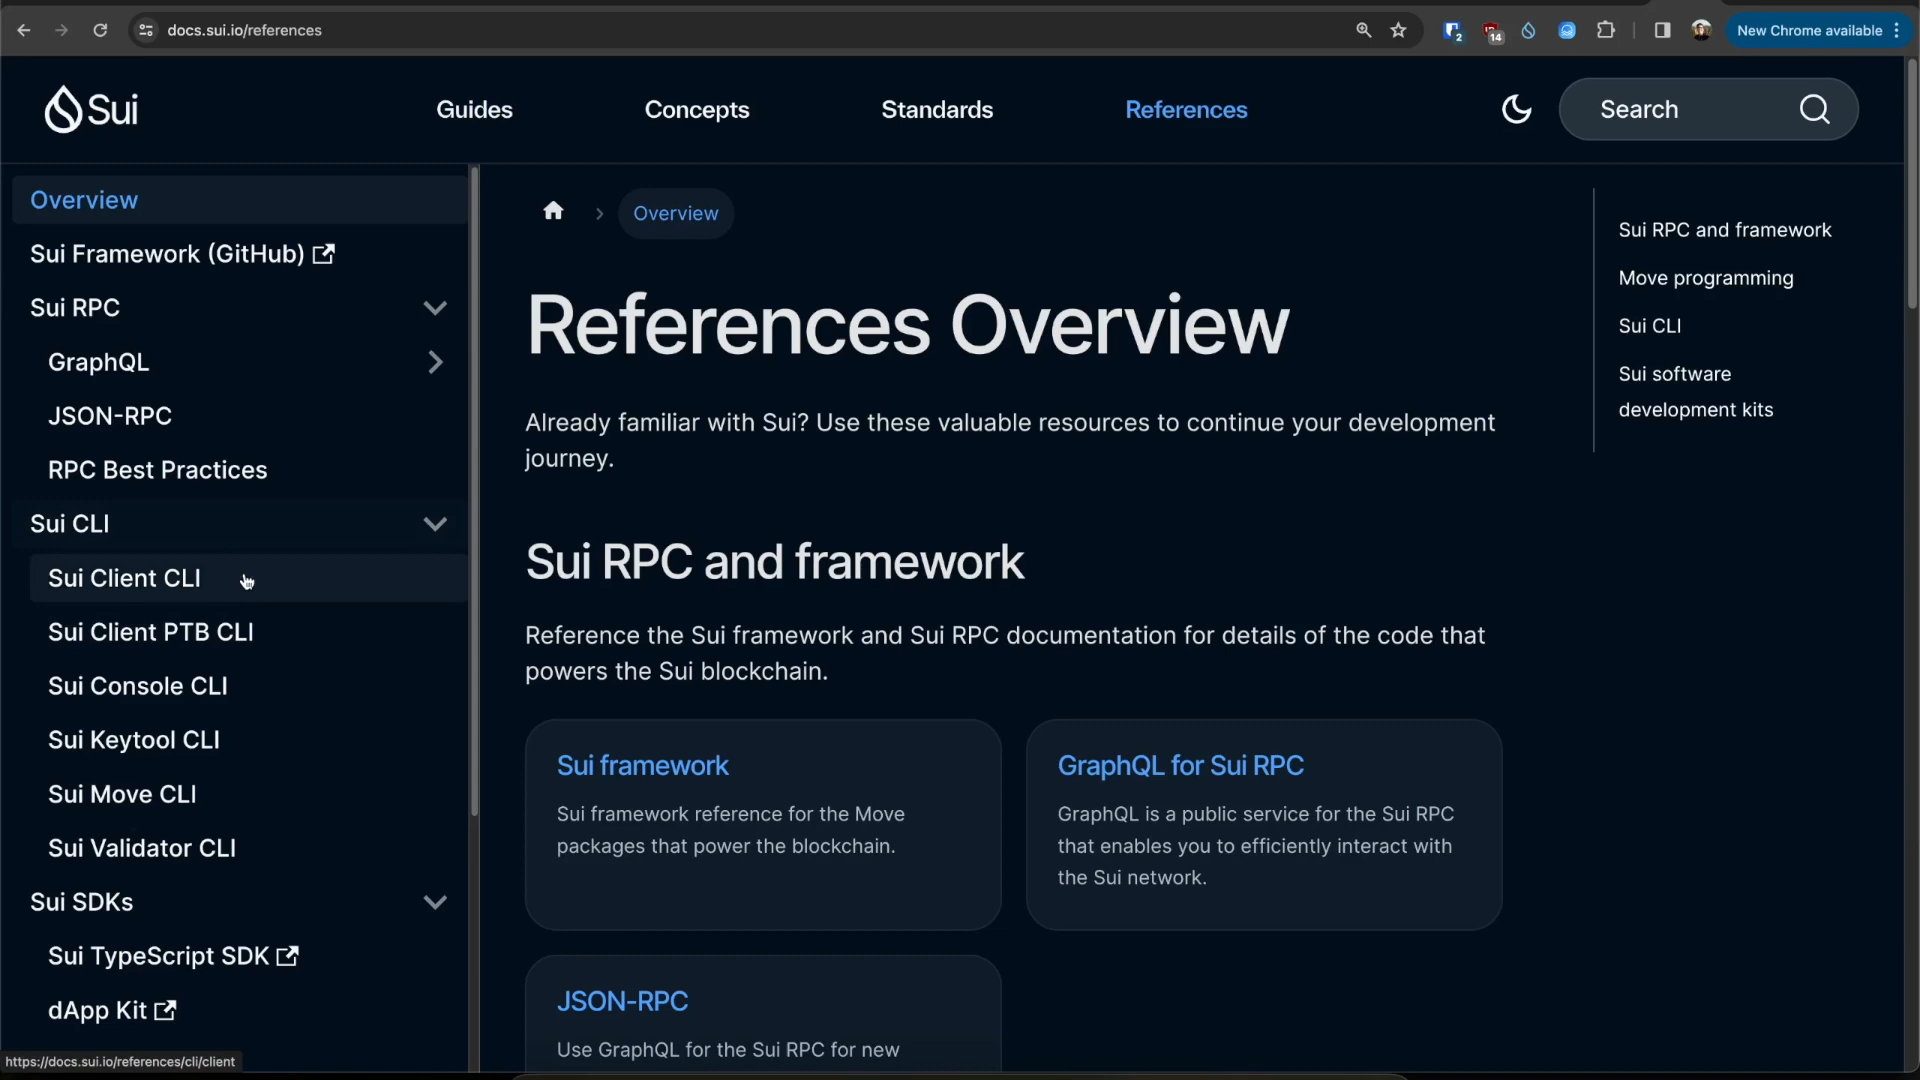 docs.sui.io/references
2
14
New Chrome available
Sui
Guides
Concepts
Standards
References
Search
Overview
Sui Framework (GitHub)
Sui RPC
GraphQL
JSON-RPC
RPC Best Practices
Sui CLI
Sui Client CLI
Sui Client PTB CLI
Sui Console CLI
Sui Keytool CLI
Sui Move CLI
Sui Validator CLI
Sui SDKs
Sui TypeScript SDK
dApp Kit
https://docs.sui.io/references/cli/client
Overview
References Overview
Already familiar with Sui? Use these valuable resources to continue your development
journey.
Sui RPC and framework
Reference the Sui framework and Sui RPC documentation for details of the code that
powers the Sui blockchain.
Sui framework
Sui framework reference for the Move
packages that power the blockchain.
GraphQL for Sui RPC
GraphQL is a public service for the Sui RPC
that enables you to efficiently interact with
the Sui network.
JSON-RPC
Use GraphQL for the Sui RPC for new
Sui RPC and framework
Move programming
Sui CLI
Sui software
development kits